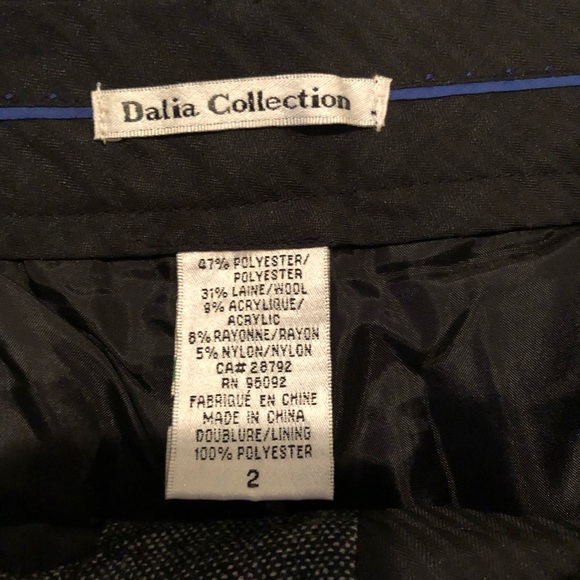 Dalia Collection
47% POLYESTER/
POLYESTER
31% LAINE/WOOL
9% ACRYLIQUE/
ACRYLIC
8% RAYONNE/RAYON
5% NYLON/NYLON
CA# 28792
RN 95092
FABRIQUÉ EN CHINE
MADE IN CHINA
DOUBLURE/LINING
100% POLYESTER
2